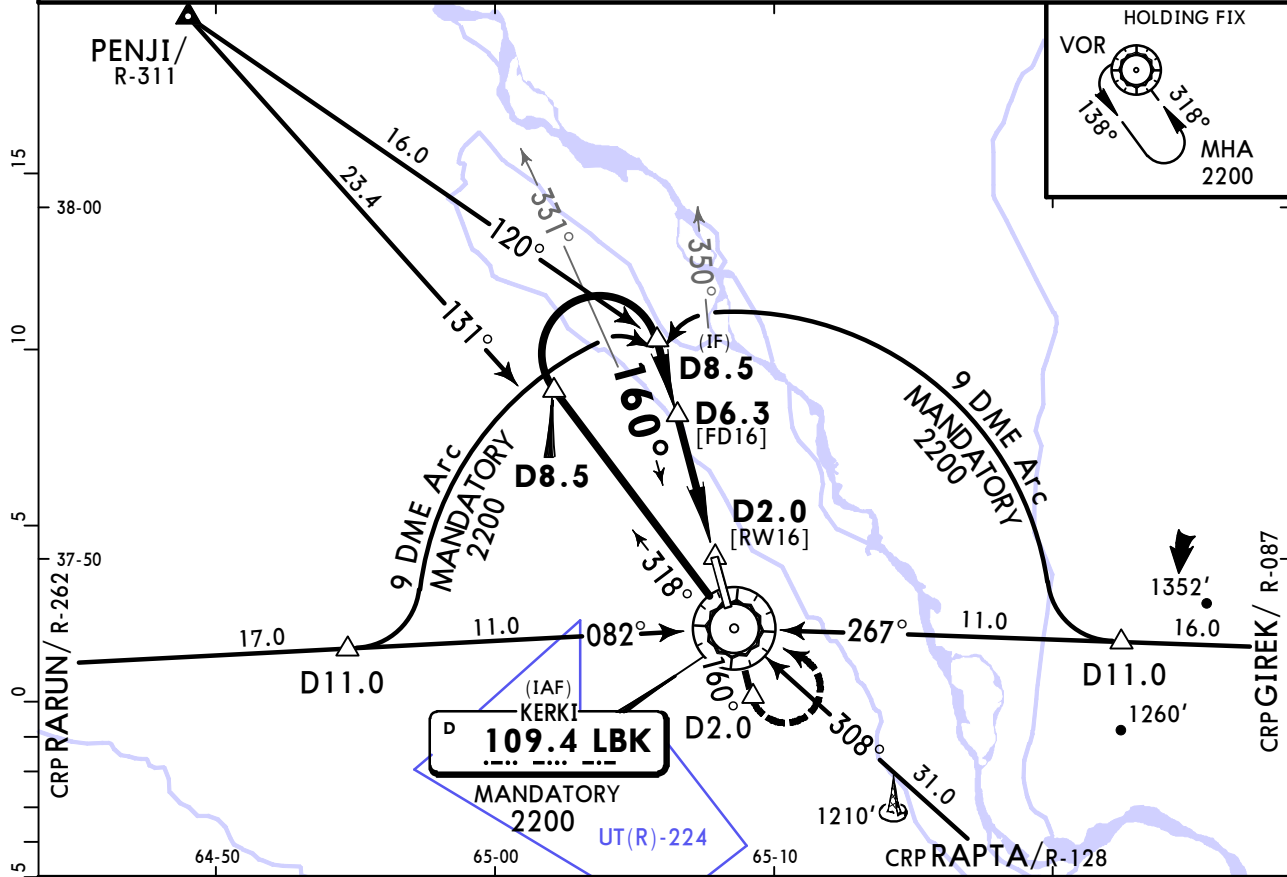 HOLDING FIX
VOR
138°
318°
MHA
2200
PENJI/
R-311
16.0
23.4
120°
131°
331°
350°
15
38-00
10
5
37-50
0
5
(IF)
D8.5
D6.3
[FD16]
160°
D8.5
D2.0
[RW16]
318°
9 DME Arc
MANDATORY
2200
9 DME Arc
MANDATORY
2200
1352'
CRP RARUN/ R-262
17.0
11.0
082°
267°
11.0
16.0
CRP GIREK/ R-087
D11.0
D11.0
1260'
160°
D2.0
(IAF)
KERKI
D
109.4 LBK
MANDATORY
2200
308°
31.0
1210'
UT(R)-224
CRP RAPTA/R-128
64-50
65-00
65-10